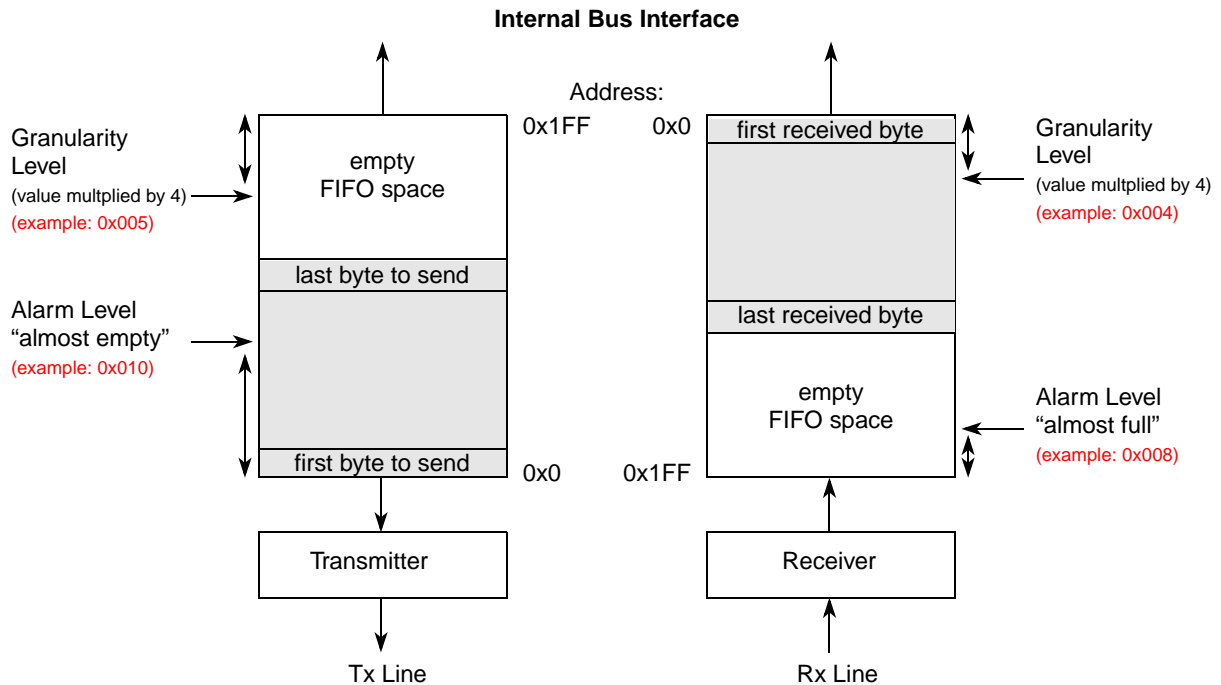 Internal Bus Interface
Address:
Granularity
Level
(value multplied by 4)
(example: 0x005)
Alarm Level
“almost empty”
(example: 0x010)
empty
FIFO space
last byte to send
first byte to send
0x1FF
0x0
Transmitter
Tx Line
0x0
0x1FF
first received byte
last received byte
empty
FIFO space
Receiver
Rx Line
Granularity
Level
(value multplied by 4)
(example: 0x004)
Alarm Level
“almost full”
(example: 0x008)